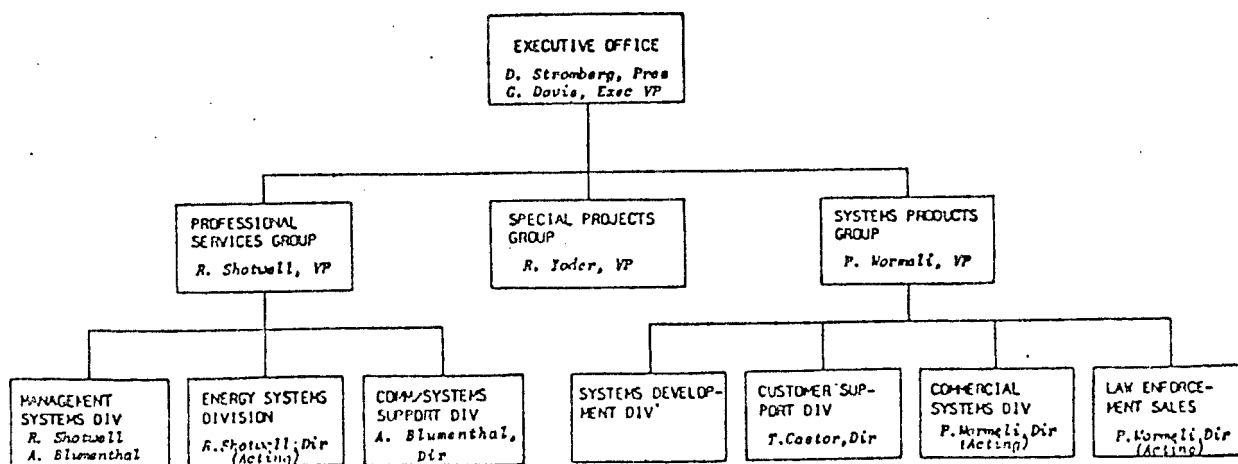 EXECUTIVE OFFICE
D. Stromberg, Pres
G. Davis, Exec VP
PROFESSIONAL
SERVICES GROUP
R. Shotwell, VP
SPECIAL PROJECTS
GROUP
R. Yoder, VP
SYSTEMS PRODUCTS
GROUP
P. Wormeli, VP
MANAGEMENT
SYSTEMS DIV
R. Shotwell
A. Blumenthal
ENERGY SYSTEMS
DIVISION
R.Shotwell,Dir
(Acting)
COMM/SYSTEMS
SUPPORT DIV
A. Blumenthal,
Dir
SYSTEMS DEVELOP-
MENT DIV
CUSTOMER SUP-
PORT DIV
T.Castor,Dir
COMMERCIAL
SYSTEMS DIV
P.Wormeli,Dir
(Acting)
LAW ENFORCE-
MENT SALES
P.Wormeli,Dir
(Acting)